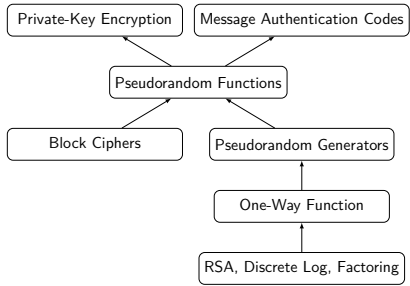 Private-Key Encryption
Message Authentication Codes
Pseudorandom Functions
Block Ciphers
Pseudorandom Generators
One-Way Function
RSA, Discrete Log, Factoring